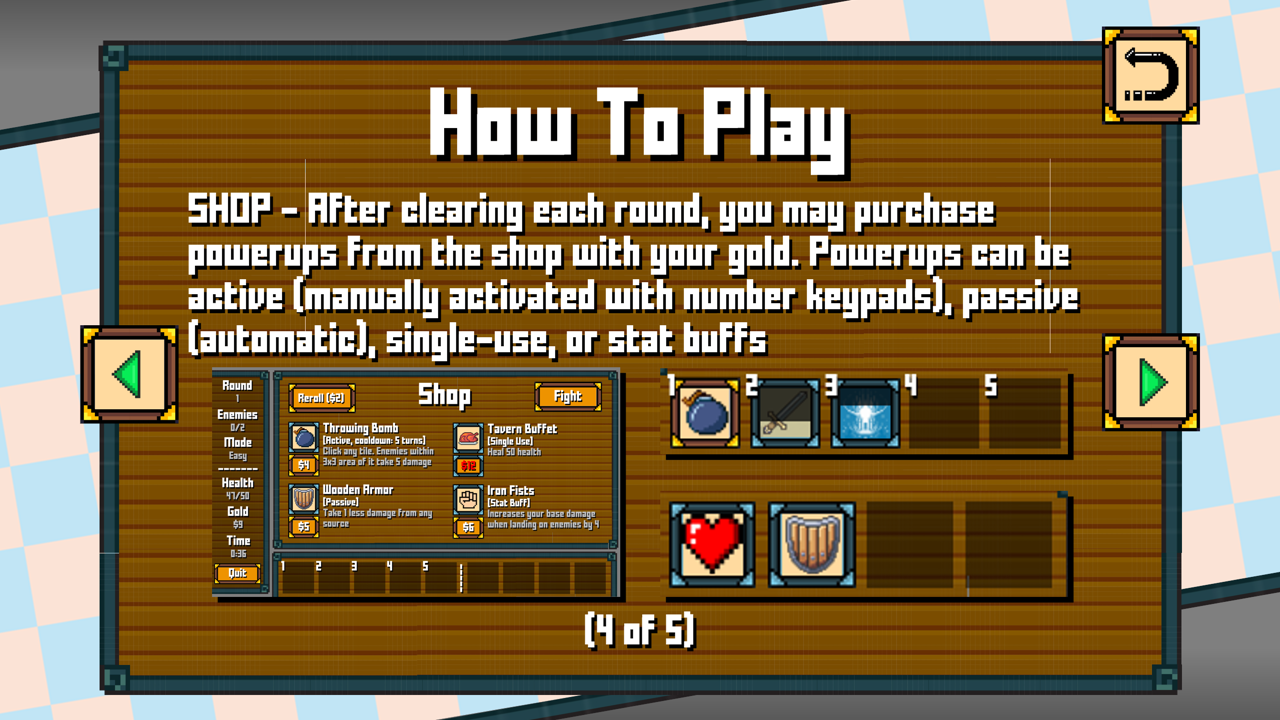 How To Play
SHOP - After clearing each round, you may purchase
powerups from the shop with your gold. Powerups can be
active (manually activated with number keypads), passive
(automatic), single-use, or stat buffs
Round
1
Enemies
0/2
Mode
Easy
-------
Health
47/50
Gold
$9
Time
0:36
Quit
Reroll ($2)
Shop
Fight
Throwing Bomb
(Active, cooldown: 5 turns)
Click any tile. Enemies within
3x3 area of it take 5 damage
$4
Tavern Buffet
(Single Use)
Heal 50 health
$12
Wooden Armor
(Passive)
Take 1 less damage from any
source
$5
Iron Fists
(Stat Buff)
Increases your base damage
when landing on enemies by 4
$6
1 2 3 4 5
1 2 3 4 5
(4 of 5)